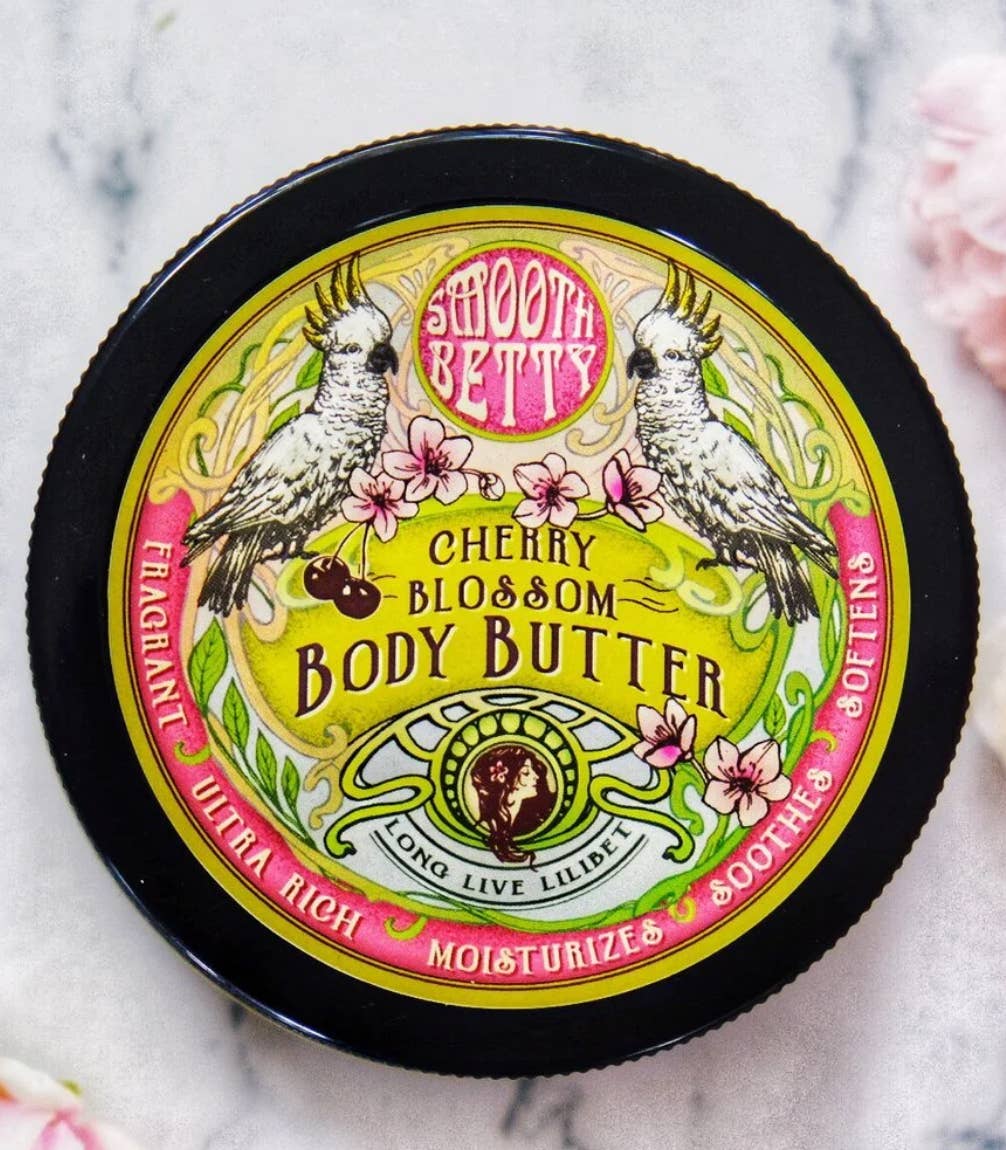 SMOOTH
BETTY
CHERRY
BLOSSOM
BODY BUTTER
LONG LIVE LILIBET
FRAGRANT ULTRA RICH MOISTURIZES SOOTHES SOFTENS